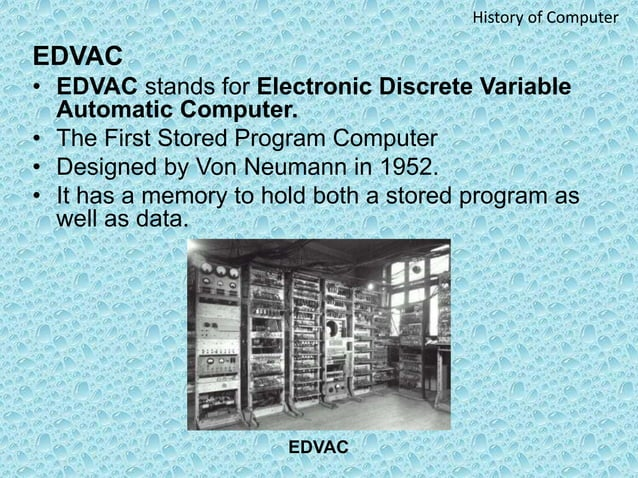 History of Computer
EDVAC
• EDVAC stands for Electronic Discrete Variable
Automatic Computer.
• The First Stored Program Computer
• Designed by Von Neumann in 1952.
• It has a memory to hold both a stored program as
well as data.
EDVAC